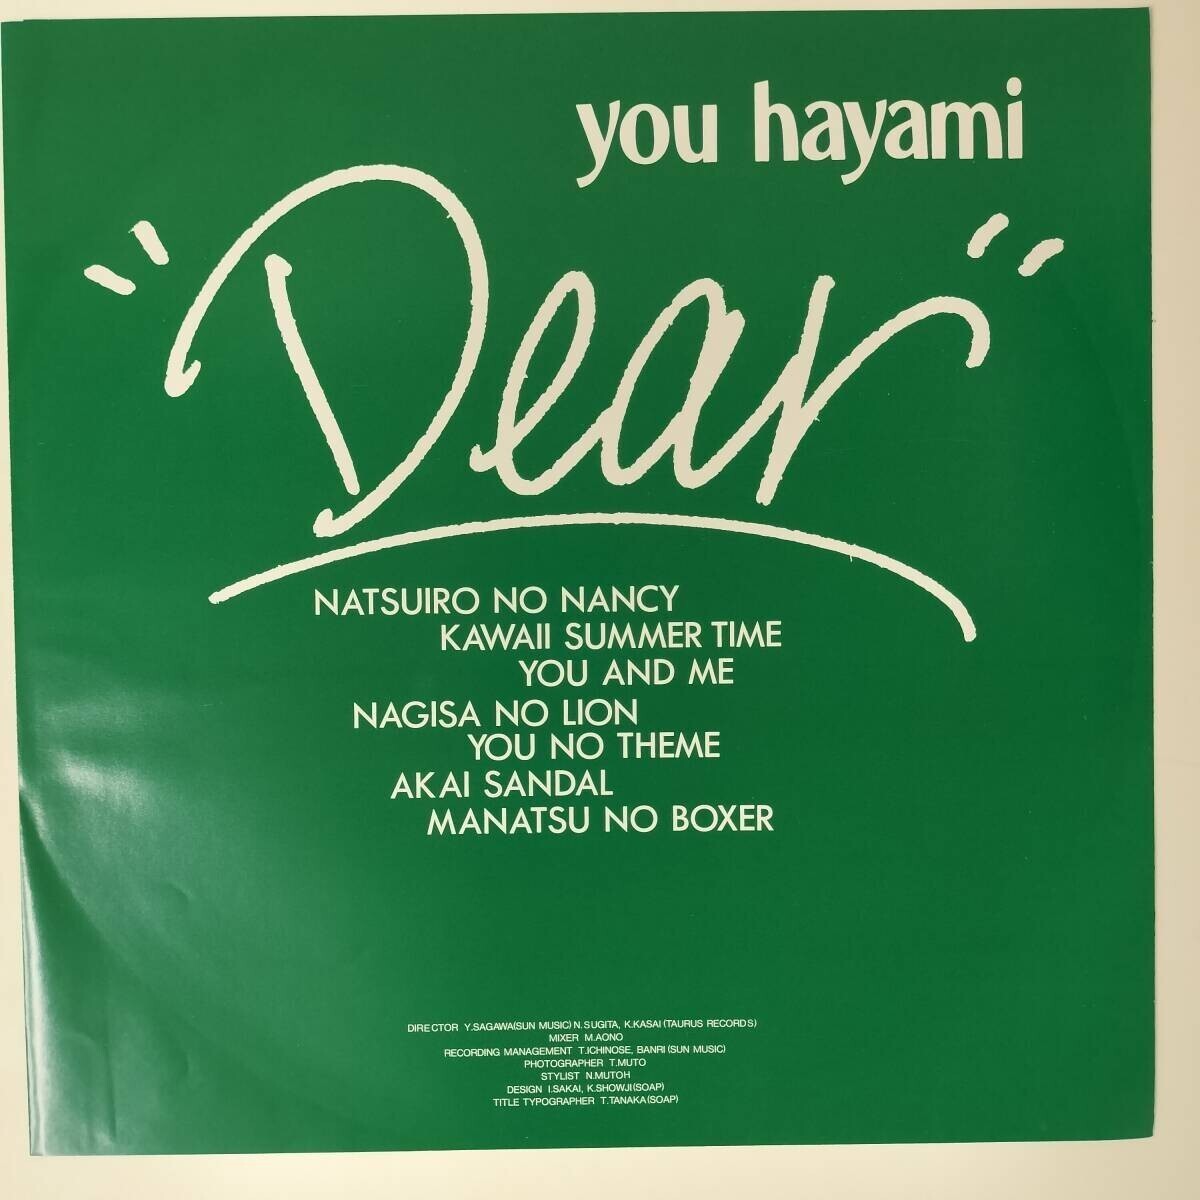 you hayami
"Dear"
NATSUIRO NO NANCY
KAWAII SUMMER TIME
YOU AND ME
NAGISA NO LION
YOU NO THEME
AKAI SANDAL
MANATSU NO BOXER
DIRECTOR Y.SAGAWA(SUN MUSIC) N.SUGITA, K.KASAI (TAURUS RECORDS)
MIXER M.AONO
RECORDING MANAGEMENT T.ICHINOSE, BANRI (SUN MUSIC)
PHOTOGRAPHER T.MUTO
STYLIST N.MUTOH
DESIGN I.SAKAI, K.SHOWJI(SOAP)
TITLE TYPOGRAPHER T.TANAKA(SOAP)